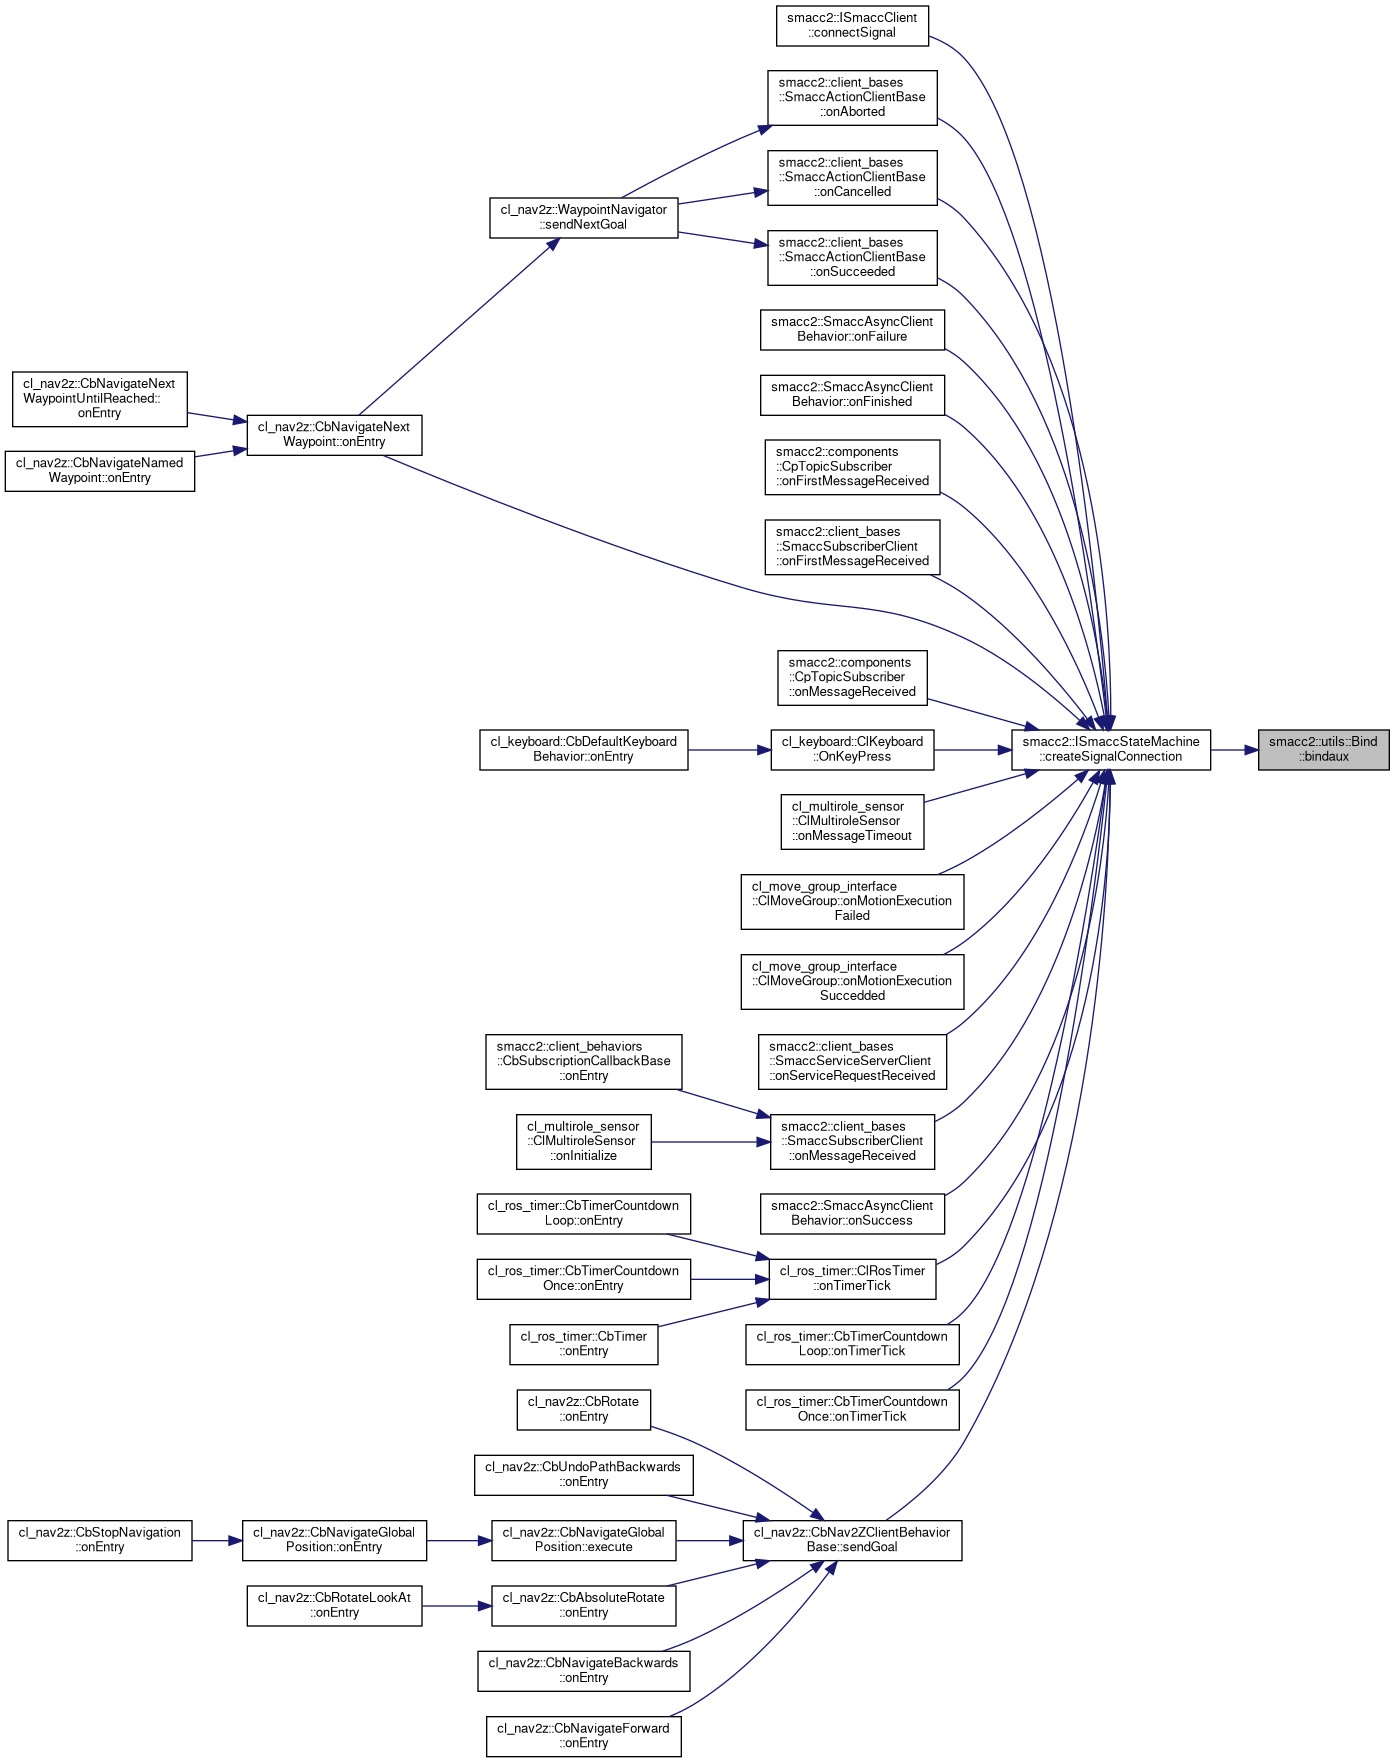 smacc2::ISmaccClient
::connectSignal
smacc2::client_bases
::SmaccActionClientBase
::onAborted
smacc2::client_bases
::SmaccActionClientBase
::onCancelled
cl_nav2z::WaypointNavigator
::sendNextGoal
smacc2::client_bases
::SmaccActionClientBase
::onSucceeded
smacc2::SmaccAsyncClient
Behavior::onFailure
cl_nav2z::CbNavigateNext
WaypointUntilReached::
onEntry
smacc2::SmaccAsyncClient
Behavior::onFinished
cl_nav2z::CbNavigateNext
Waypoint::onEntry
cl_nav2z::CbNavigateNamed
Waypoint::onEntry
smacc2::components
::CpTopicSubscriber
::onFirstMessageReceived
smacc2::client_bases
::SmaccSubscriberClient
::onFirstMessageReceived
smacc2::components
::CpTopicSubscriber
::onMessageReceived
cl_keyboard::CbDefaultKeyboard
Behavior::onEntry
cl_keyboard::ClKeyboard
::OnKeyPress
smacc2::ISmaccStateMachine
::createSignalConnection
smacc2::utils::Bind
::bindaux
cl_multirole_sensor
::ClMultiroleSensor
::onMessageTimeout
cl_move_group_interface
::ClMoveGroup::onMotionExecution
Failed
cl_move_group_interface
::ClMoveGroup::onMotionExecution
Succedded
smacc2::client_behaviors
::CbSubscriptionCallbackBase
::onEntry
smacc2::client_bases
::SmaccServiceServerClient
::onServiceRequestReceived
cl_multirole_sensor
::ClMultiroleSensor
::onInitialize
smacc2::client_bases
::SmaccSubscriberClient
::onMessageReceived
cl_ros_timer::CbTimerCountdown
Loop::onEntry
smacc2::SmaccAsyncClient
Behavior::onSuccess
cl_ros_timer::CbTimerCountdown
Once::onEntry
cl_ros_timer::ClRosTimer
::onTimerTick
cl_ros_timer::CbTimer
::onEntry
cl_ros_timer::CbTimerCountdown
Loop::onTimerTick
cl_nav2z::CbRotate
::onEntry
cl_ros_timer::CbTimerCountdown
Once::onTimerTick
cl_nav2z::CbUndoPathBackwards
::onEntry
cl_nav2z::CbStopNavigation
::onEntry
cl_nav2z::CbNavigateGlobal
Position::onEntry
cl_nav2z::CbNavigateGlobal
Position::execute
cl_nav2z::CbNav2ZClientBehavior
Base::sendGoal
cl_nav2z::CbRotateLookAt
::onEntry
cl_nav2z::CbAbsoluteRotate
::onEntry
cl_nav2z::CbNavigateBackwards
::onEntry
cl_nav2z::CbNavigateForward
::onEntry